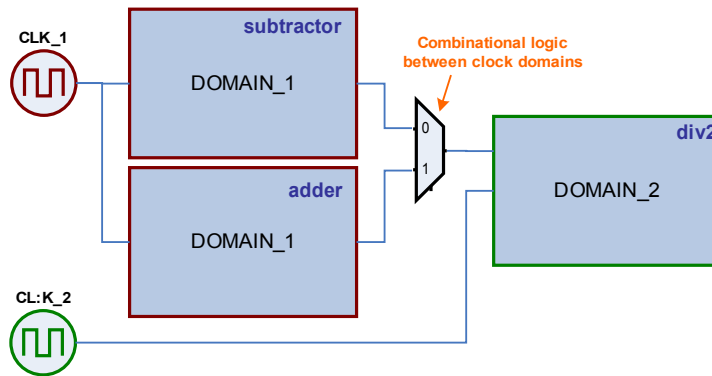 subtractor
CLK_1
DOMAIN_1
Combinational logic
between clock domains
0
1
div2
DOMAIN_2
adder
DOMAIN_1
CL:K_2